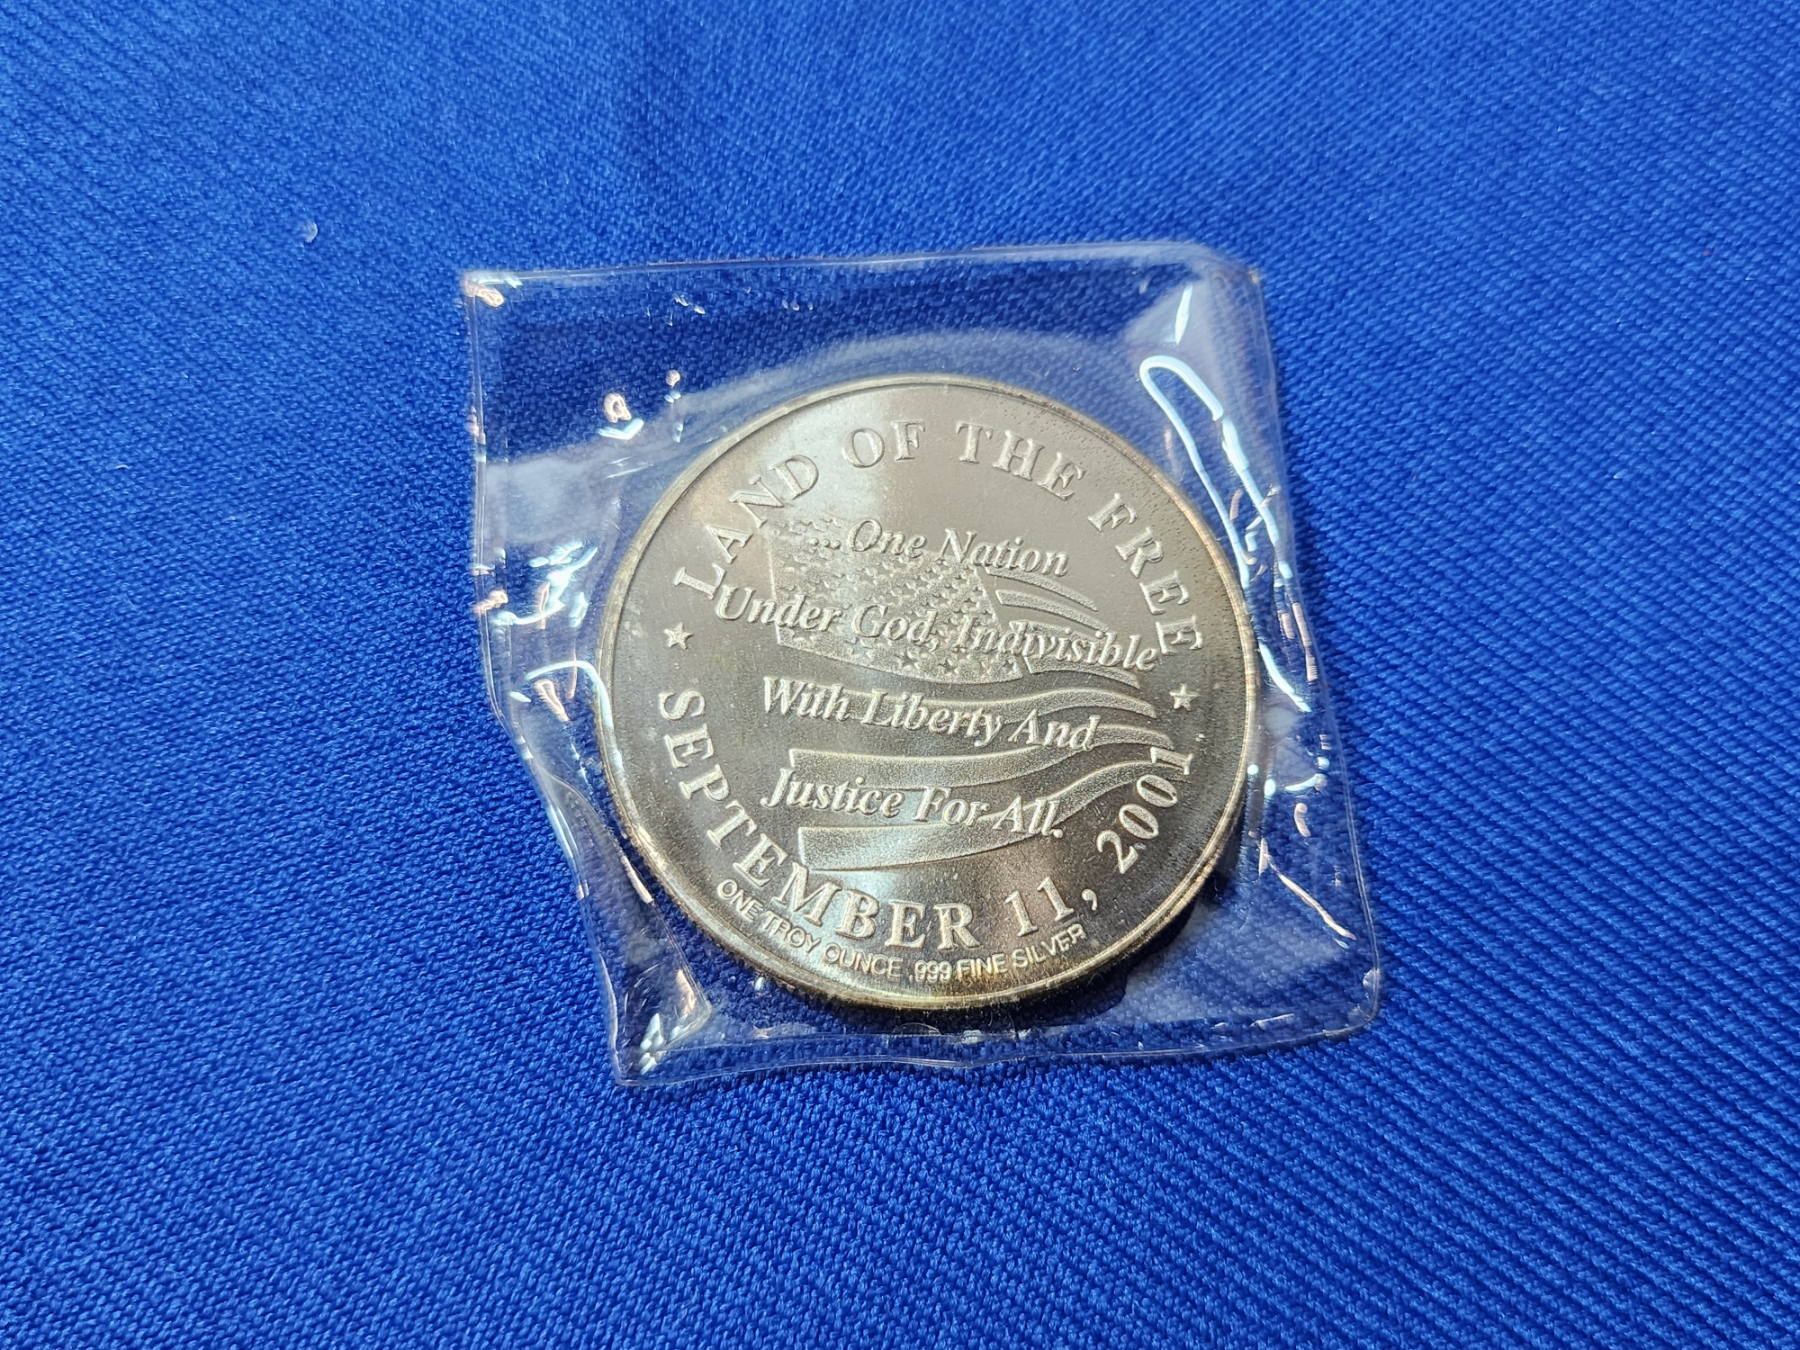 LAND OF THE FREE
...One Nation
Under God, Indivisible
With Liberty And
Justice For All.
SEPTEMBER 11, 2001
ONE TROY OUNCE .999 FINE SILVER